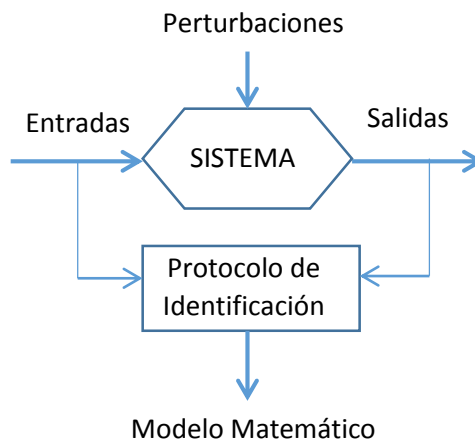 Perturbaciones
Entradas
Salidas
SISTEMA
Protocolo de
Identificación
Modelo Matemático